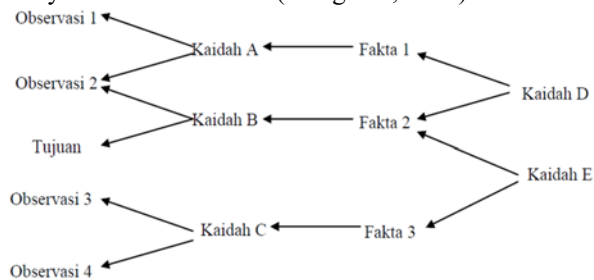 Observasi 1
Kaidah A
Fakta 1
Observasi 2
Kaidah D
Kaidah B
Fakta 2
Tujuan
Kaidah E
Observasi 3
Kaidah C
Fakta 3
Observasi 4